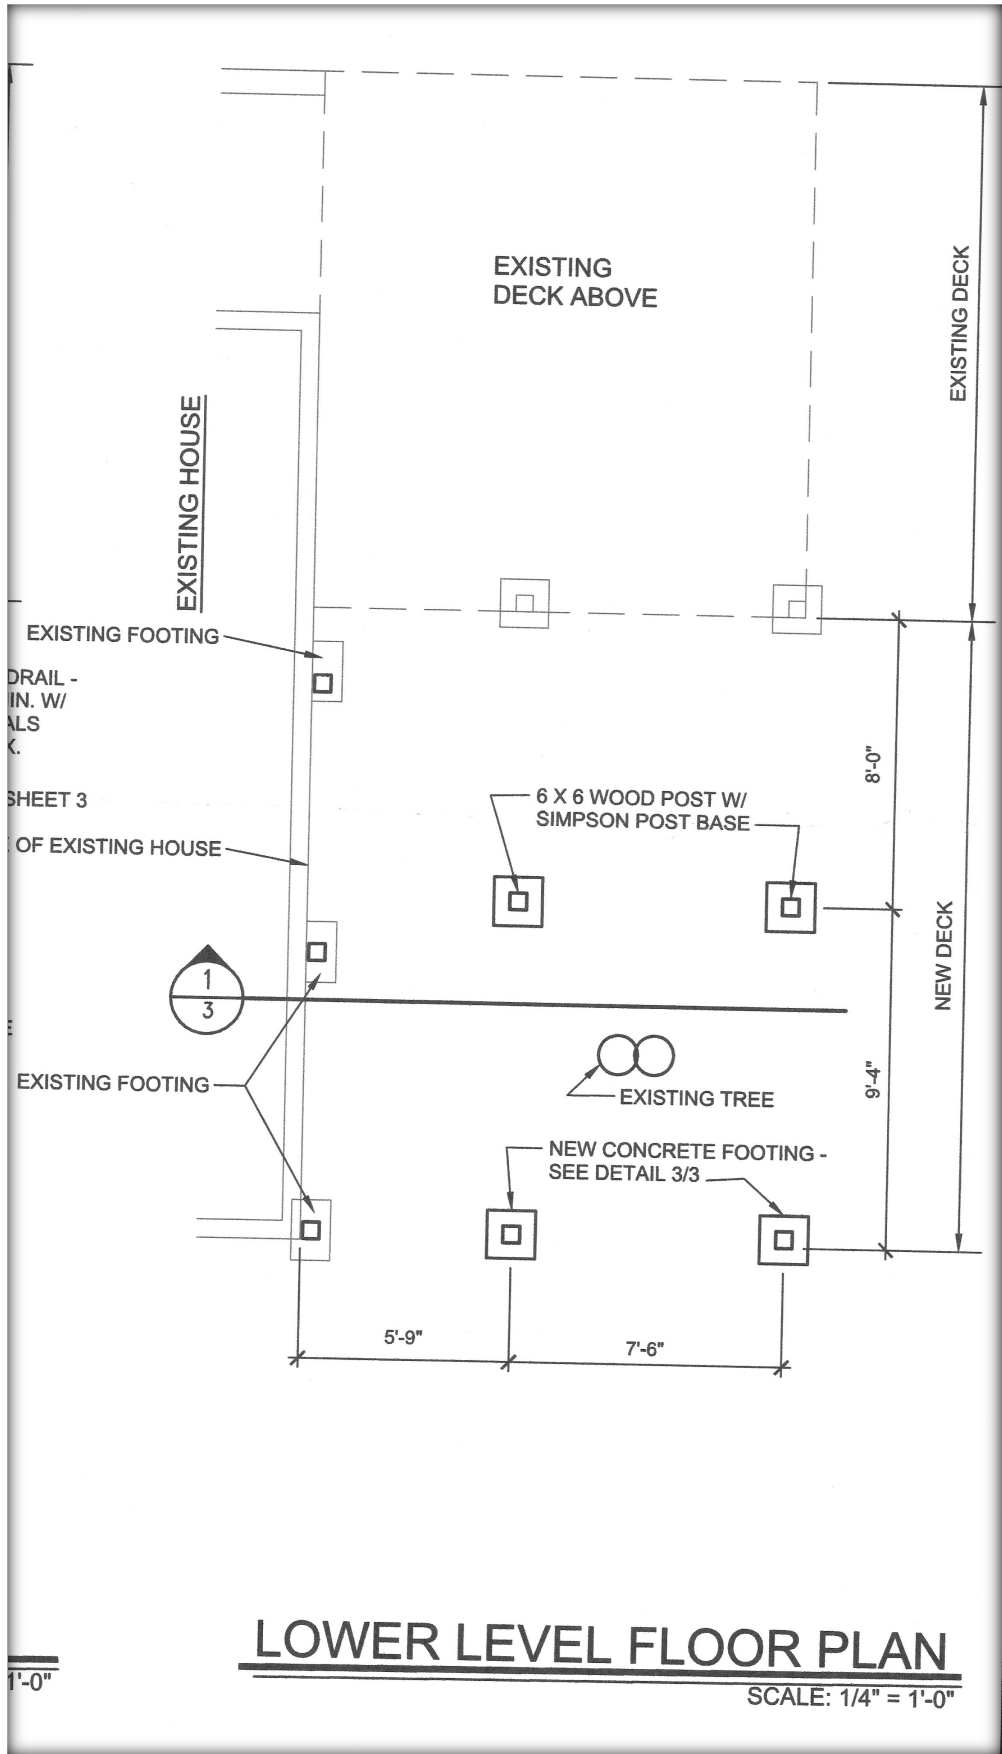 EXISTING
DECK ABOVE
EXISTING DECK
EXISTING HOUSE
EXISTING FOOTING
DRAIL -
IN. W/
ALS
X.
SHEET 3
OF EXISTING HOUSE
6 X 6 WOOD POST W/
SIMPSON POST BASE
8'-0"
NEW DECK
1
3
EXISTING TREE
9'-4"
EXISTING FOOTING
NEW CONCRETE FOOTING -
SEE DETAIL 3/3
5'-9"
7'-6"
LOWER LEVEL FLOOR PLAN
SCALE: 1/4" = 1'-0"
1'-0"